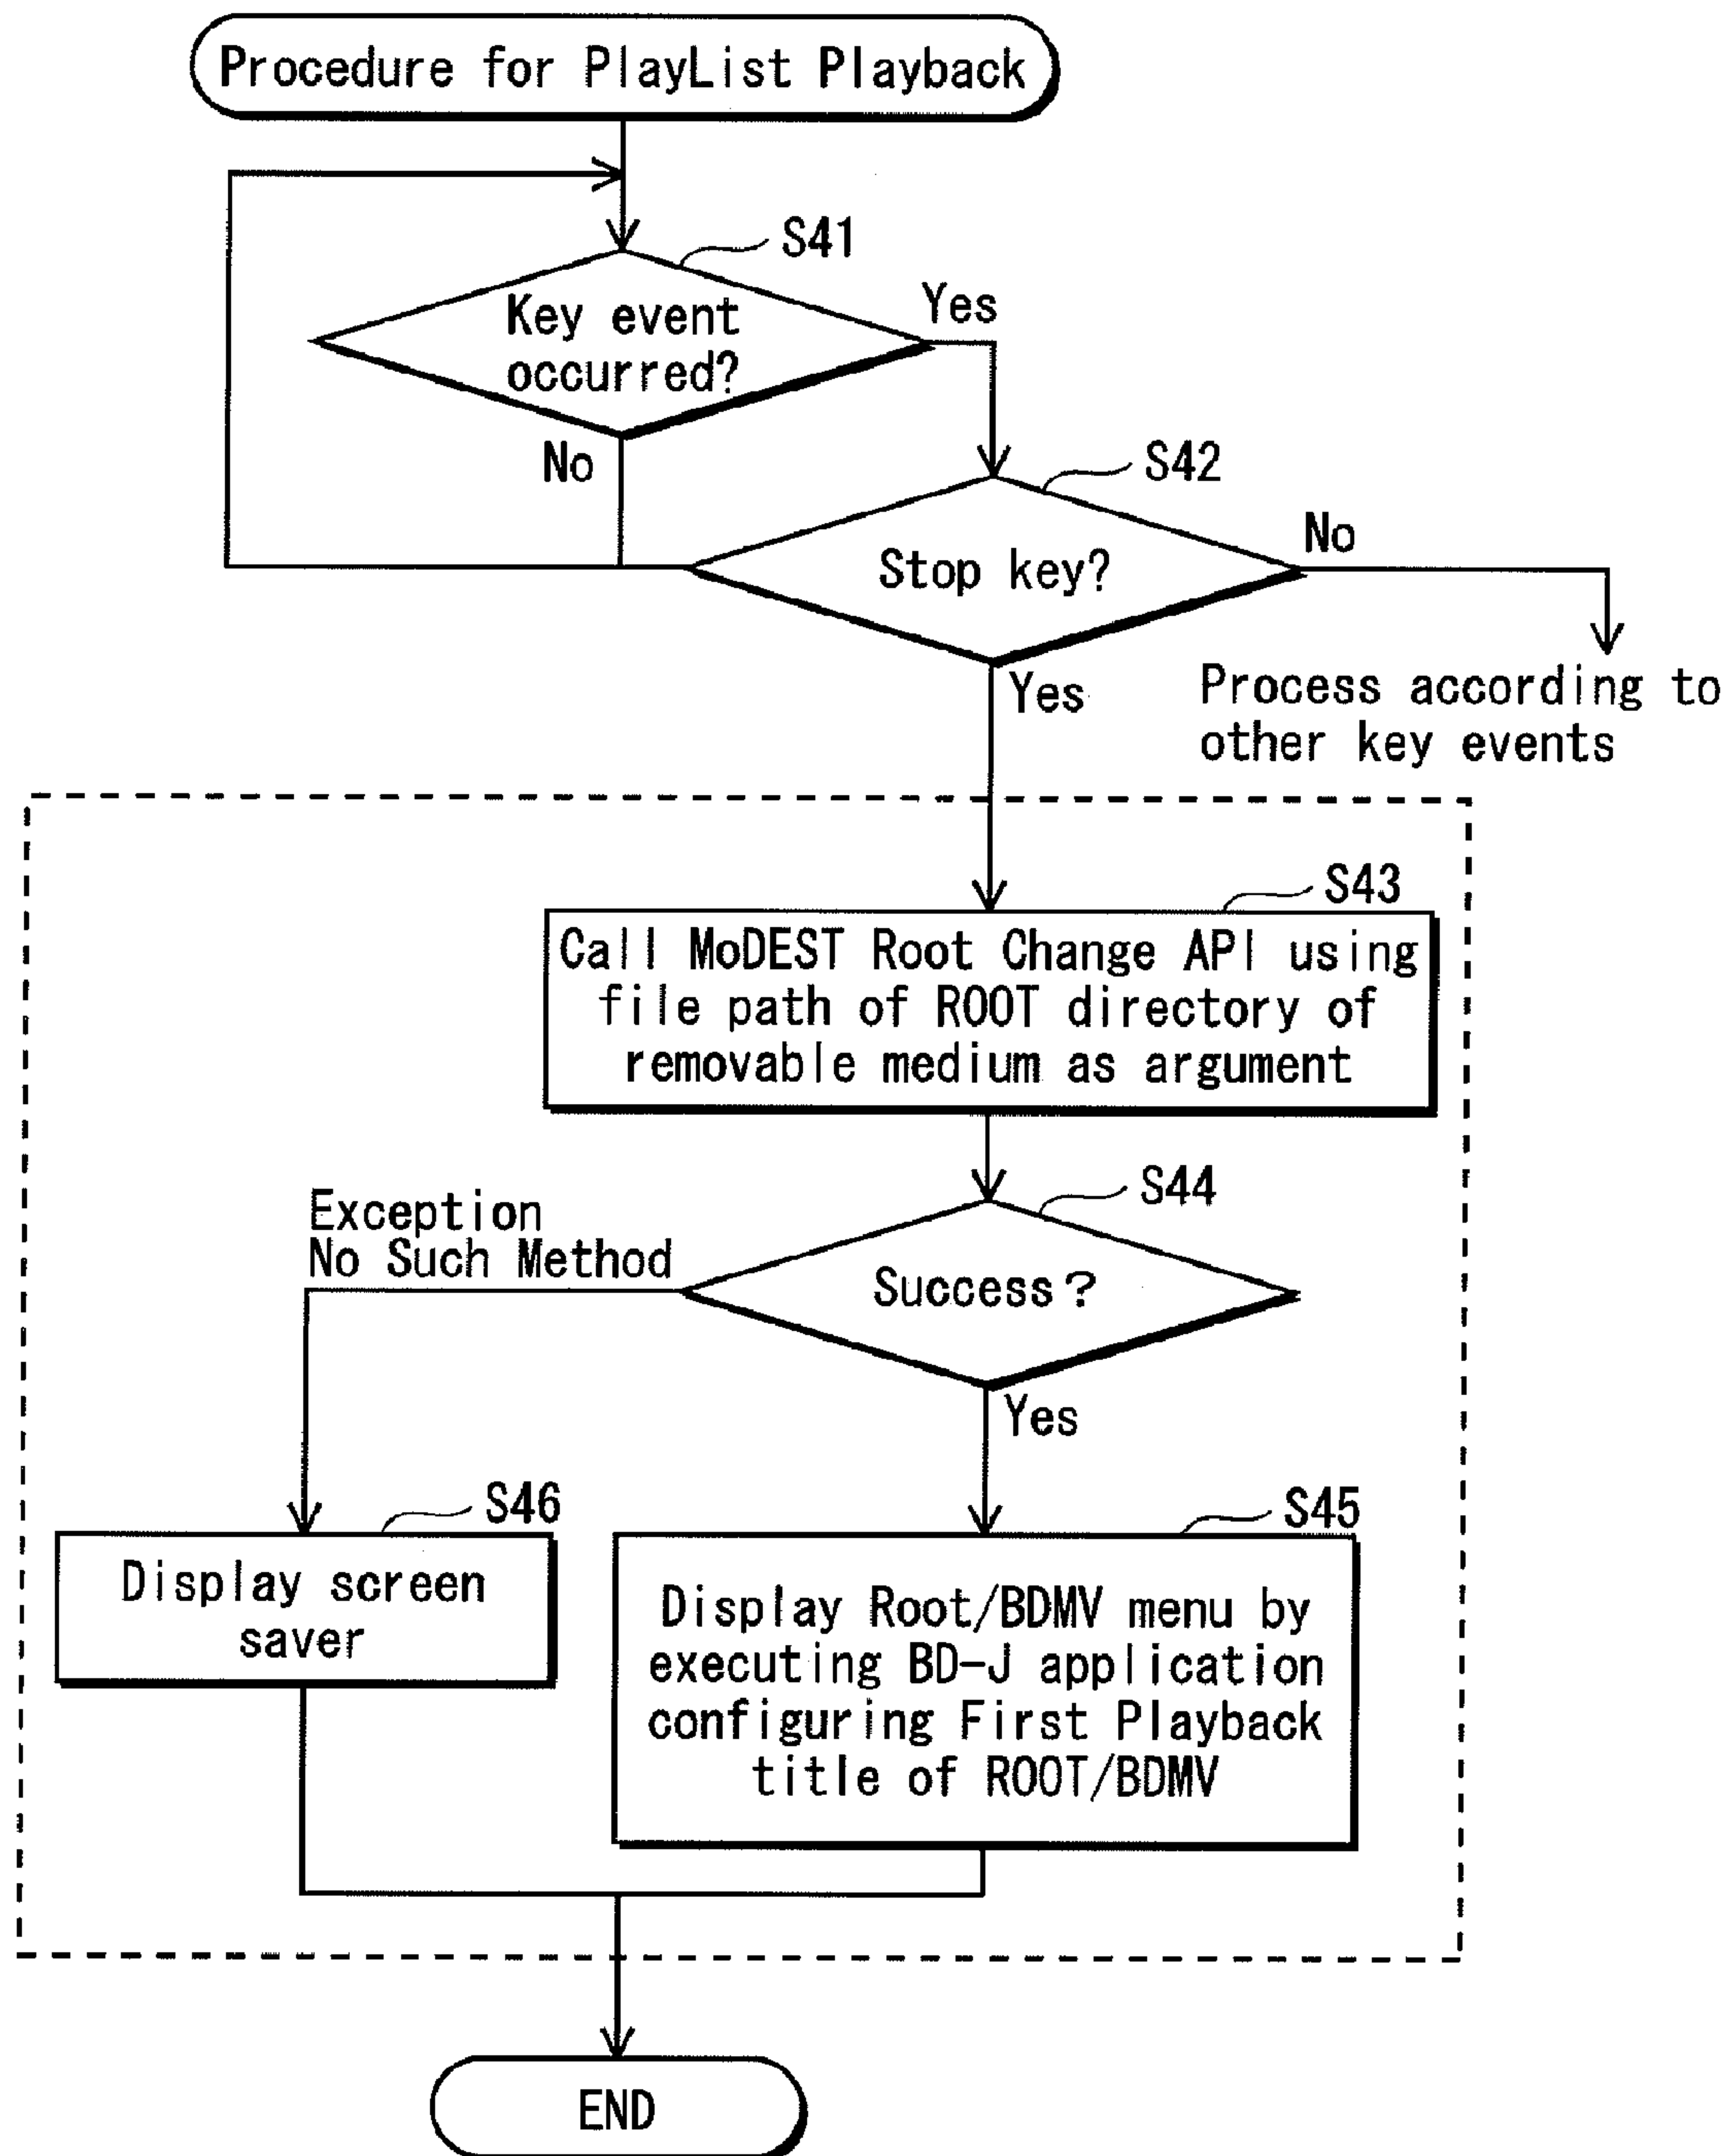 Procedure for PlayList Playback
S41
Key event
occurred?
Yes
No
S42
Stop key?
No
Yes
Process according to
other key events
S43
Call MoDEST Root Change API using
file path of ROOT directory of
removable medium as argument
S44
Exception
No Such Method
Success?
Yes
S46
Display screen
saver
S45
Display Root/BDMV menu by
executing BD-J application
configuring First Playback
title of ROOT/BDMV
END